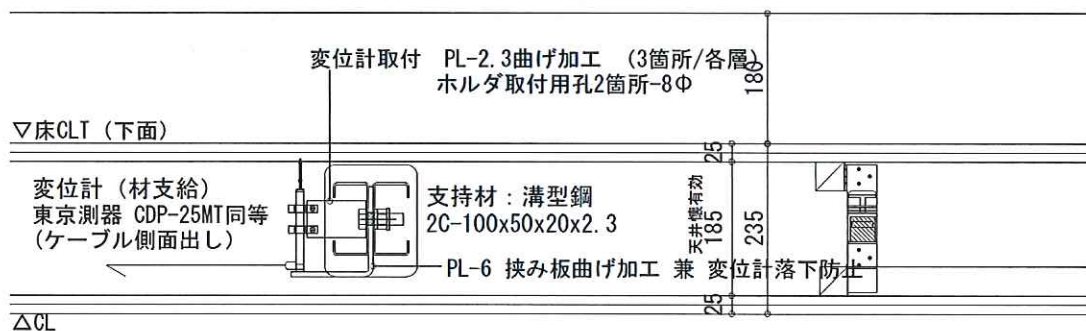 変位計取付 PL-2.3曲げ加工 (3箇所/各層)
ホルダ取付用孔2箇所-8Φ
180
▽床CLT (下面)
25
変位計 (材支給)
東京測器 CDP-25MT同等
(ケーブル側面出し)
支持材：溝型鋼
2C-100x50x20x2.3
天井懐有効
185
235
PL-6 挟み板曲げ加工 兼 変位計落下防止
25
△CL